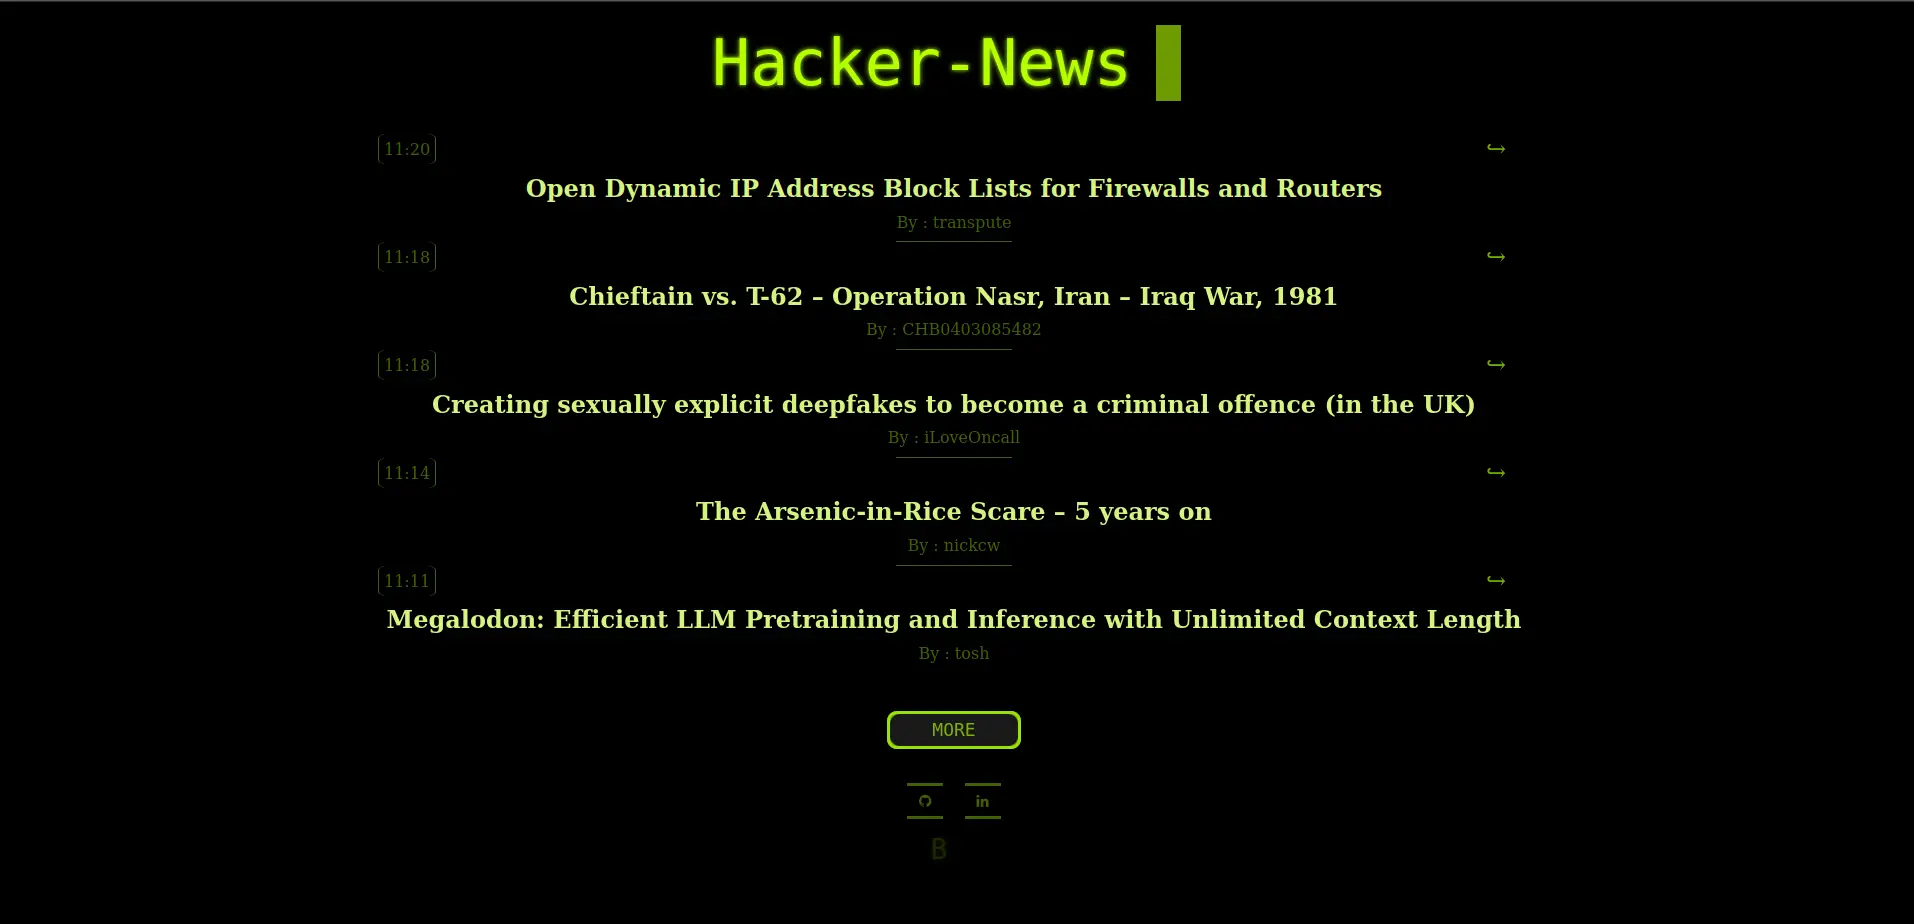 Hacker-News
11:20 ↪
Open Dynamic IP Address Block Lists for Firewalls and Routers
By : transpute
11:18 ↪
Chieftain vs. T-62 – Operation Nasr, Iran – Iraq War, 1981
By : CHB0403085482
11:18 ↪
Creating sexually explicit deepfakes to become a criminal offence (in the UK)
By : iLoveOncall
11:14 ↪
The Arsenic-in-Rice Scare – 5 years on
By : nickcw
11:11 ↪
Megalodon: Efficient LLM Pretraining and Inference with Unlimited Context Length
By : tosh
MORE
in
B